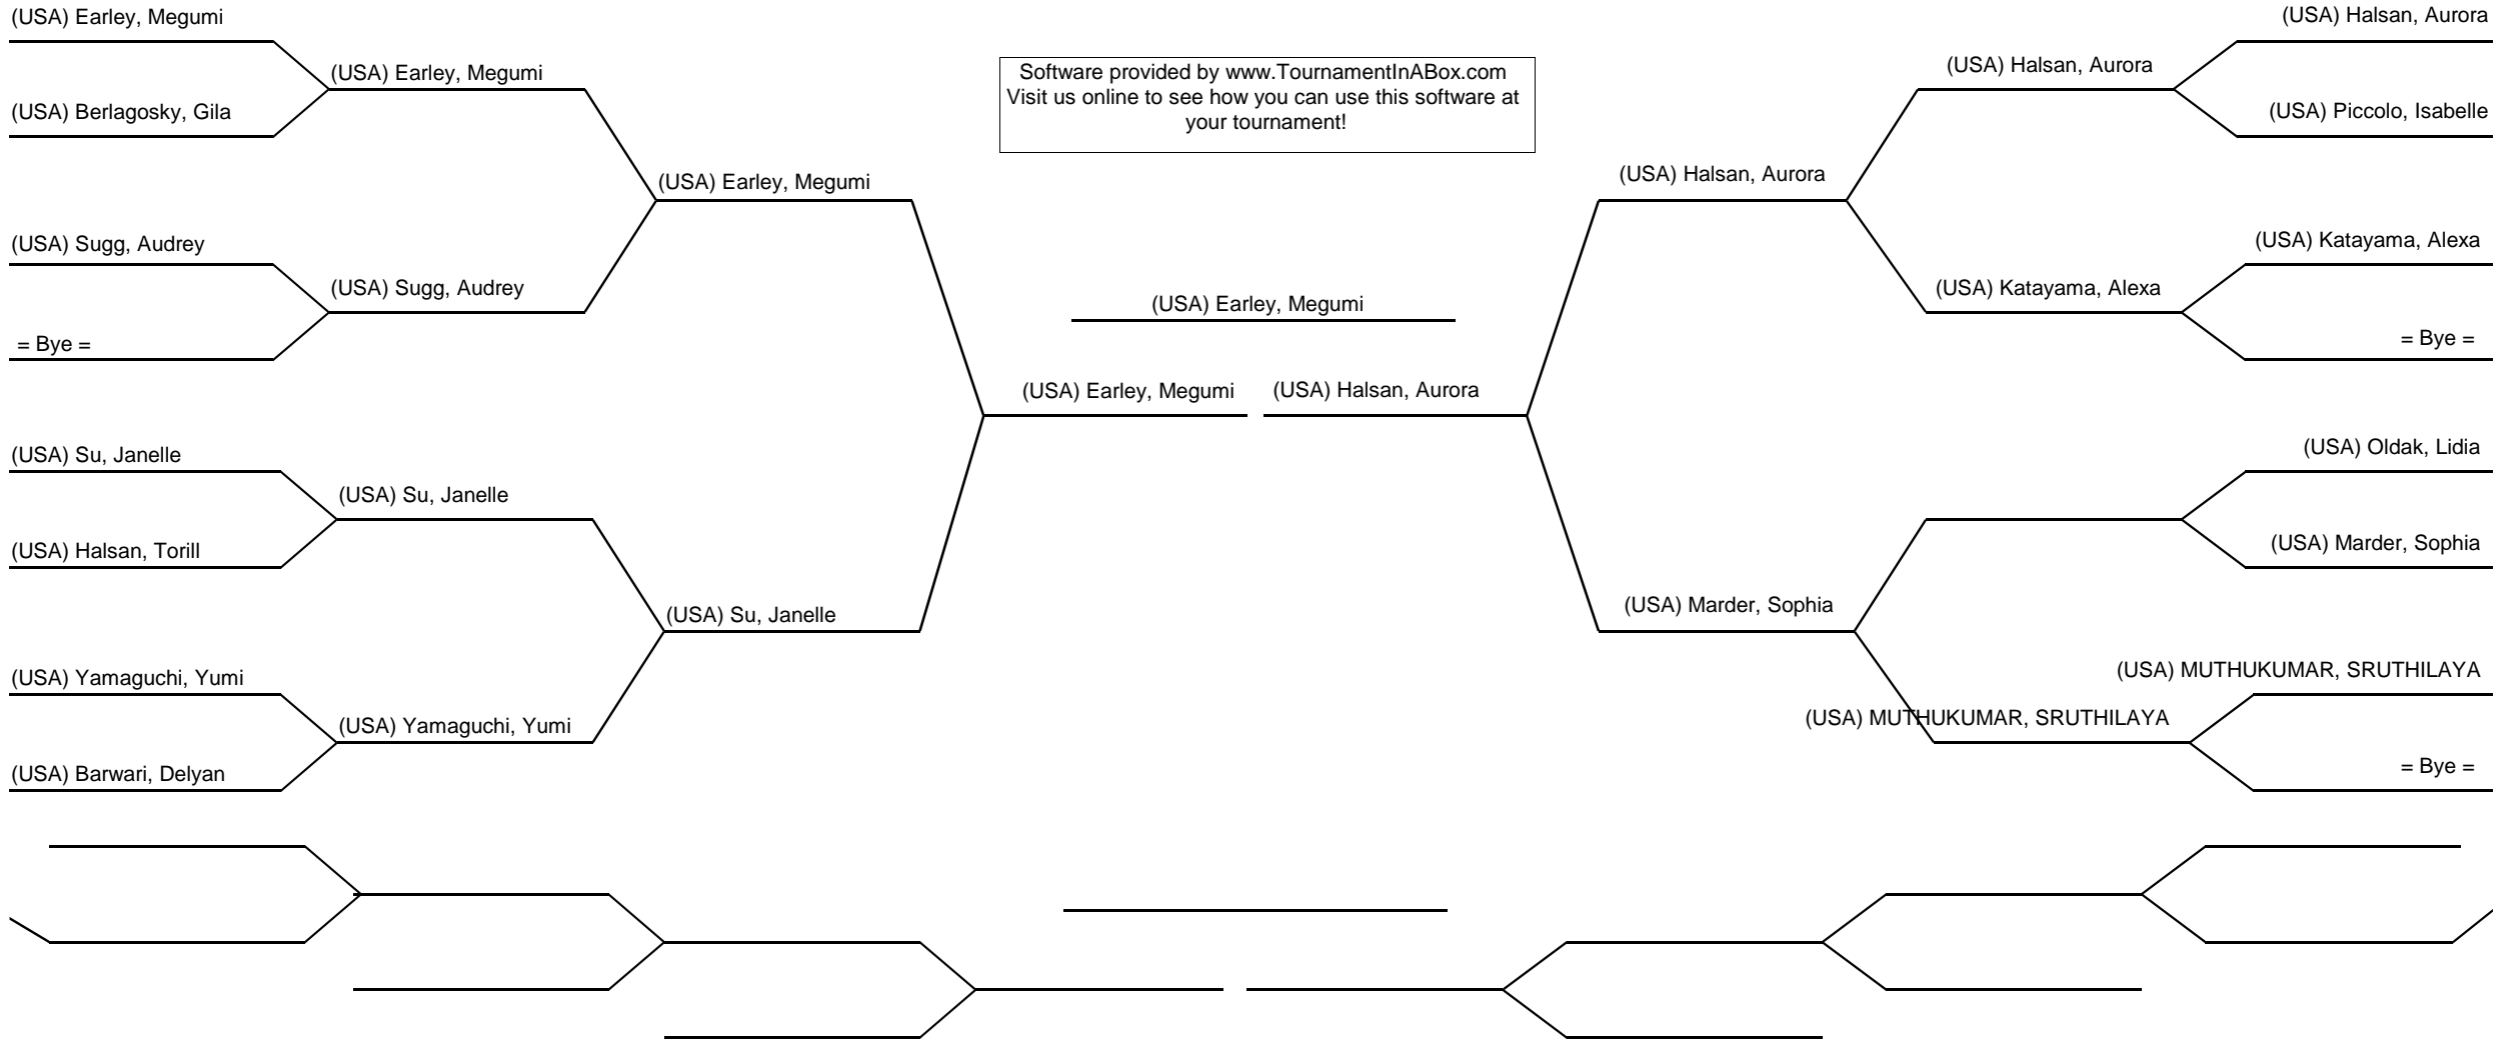 (USA) Earley, Megumi
(USA) Berlagosky, Gila
(USA) Sugg, Audrey
= Bye =
(USA) Su, Janelle
(USA) Halsan, Torill
(USA) Yamaguchi, Yumi
(USA) Barwari, Delyan
(USA) Earley, Megumi
(USA) Sugg, Audrey
(USA) Su, Janelle
(USA) Yamaguchi, Yumi
(USA) Earley, Megumi
(USA) Su, Janelle
Software provided by www.TournamentInABox.com
Visit us online to see how you can use this software at
your tournament!
(USA) Earley, Megumi
(USA) Earley, Megumi
(USA) Halsan, Aurora
(USA) Halsan, Aurora
(USA) Marder, Sophia
(USA) Halsan, Aurora
(USA) Katayama, Alexa
(USA) MUTHUKUMAR, SRUTHILAYA
(USA) Halsan, Aurora
(USA) Piccolo, Isabelle
(USA) Katayama, Alexa
= Bye =
(USA) Oldak, Lidia
(USA) Marder, Sophia
(USA) MUTHUKUMAR, SRUTHILAYA
= Bye =